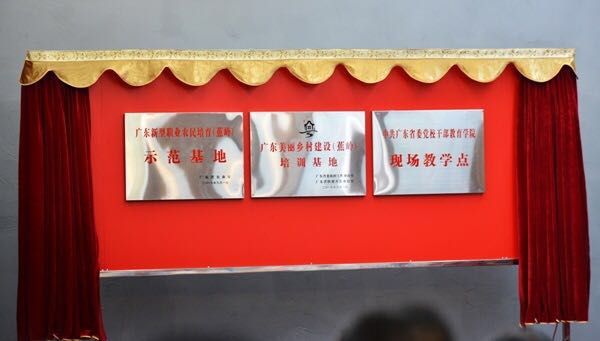 广东新型职业农民培育(蕉岭)
示范基地
广东美丽乡村建设(蕉岭)
培训基地
中共广东省委党校干部教育学院
现场教学点